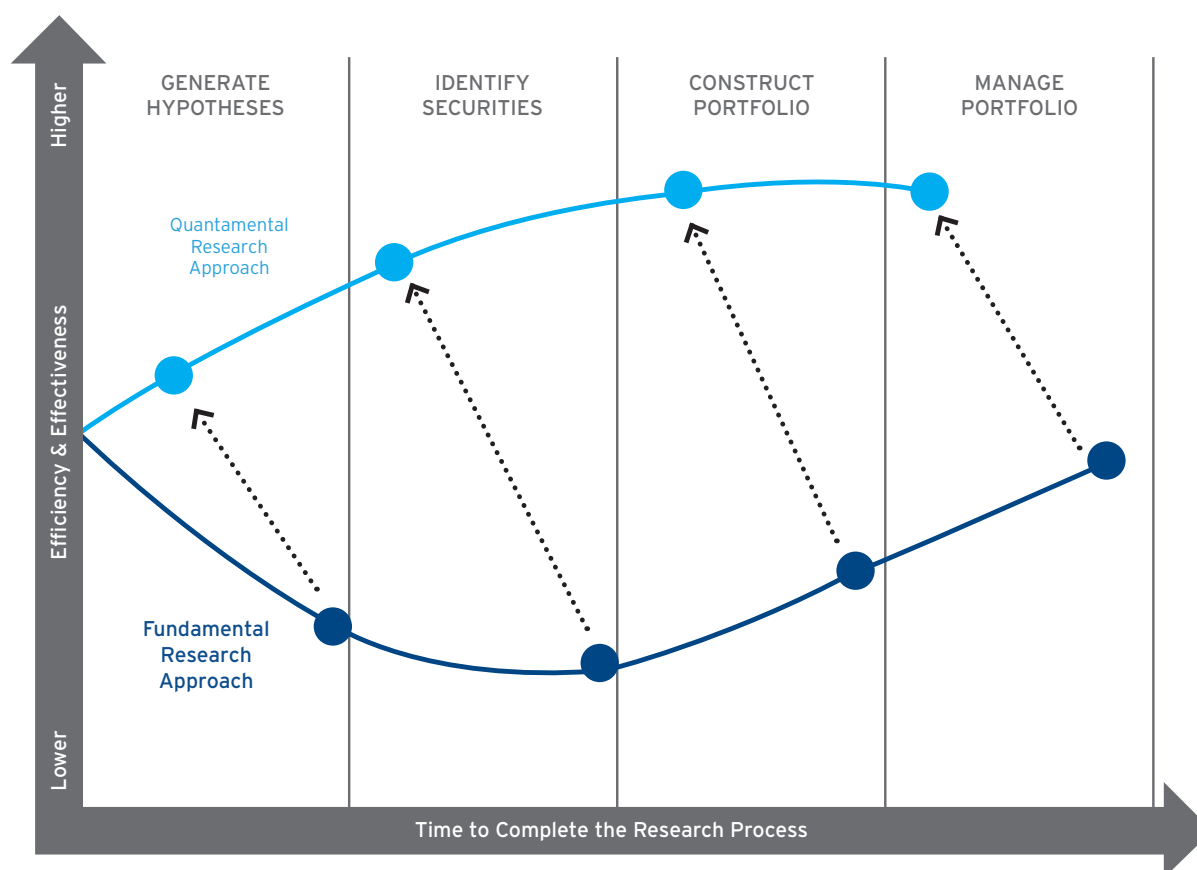 GENERATE
HYPOTHESES
IDENTIFY
SECURITIES
CONSTRUCT
PORTFOLIO
MANAGE
PORTFOLIO
Higher
Efficiency & Effectiveness
Lower
Quantamental
Research
Approach
Fundamental
Research
Approach
Time to Complete the Research Process